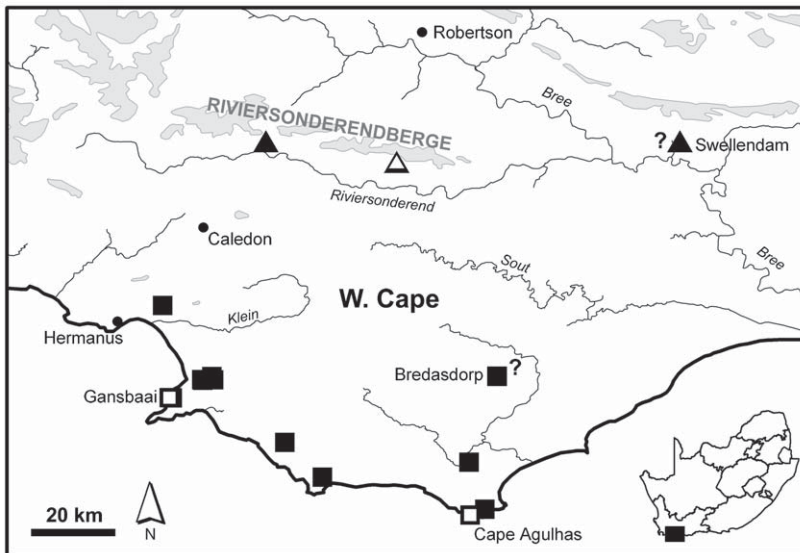 Robertson
RIVIERSONDERENDBERGE
Bree
? Swellendam
Riviersonderend
Caledon
Sout
Bree
W. Cape
Klein
Hermanus
Bredasdorp ?
Gansbaai
20 km
N
Cape Agulhas